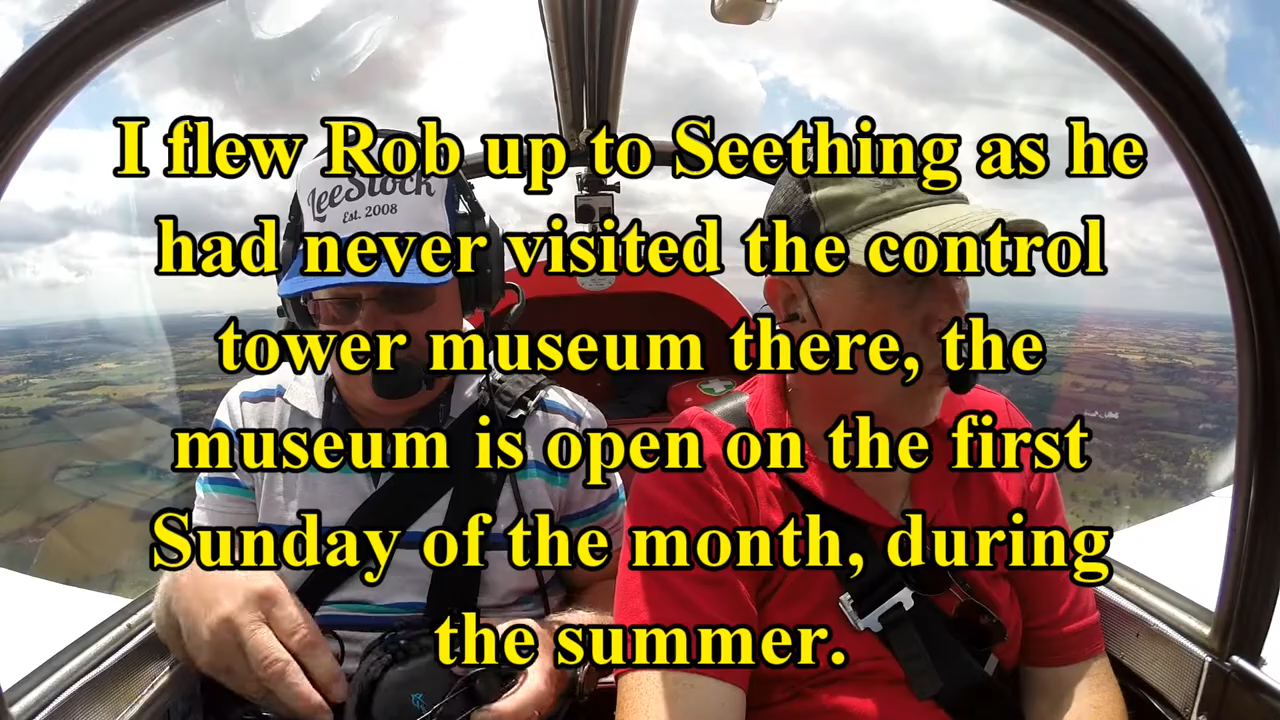 I flew Rob up to Seething as he
had never visited the control
tower museum there, the
museum is open on the first
Sunday of the month, during
the summer.
LeeStock
Est. 2008